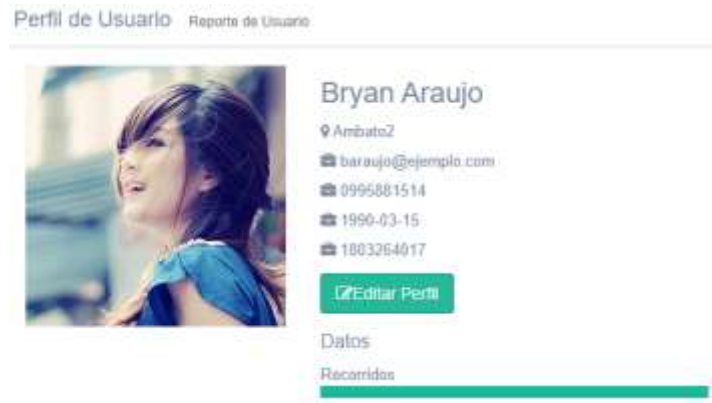 Perfil de Usuario Reporte de Usuario
Bryan Araujo
Ambato2
baraujo@ejemplo.com
0995881514
1990-03-15
1803264017
Editar Perfil
Datos
Recorridos